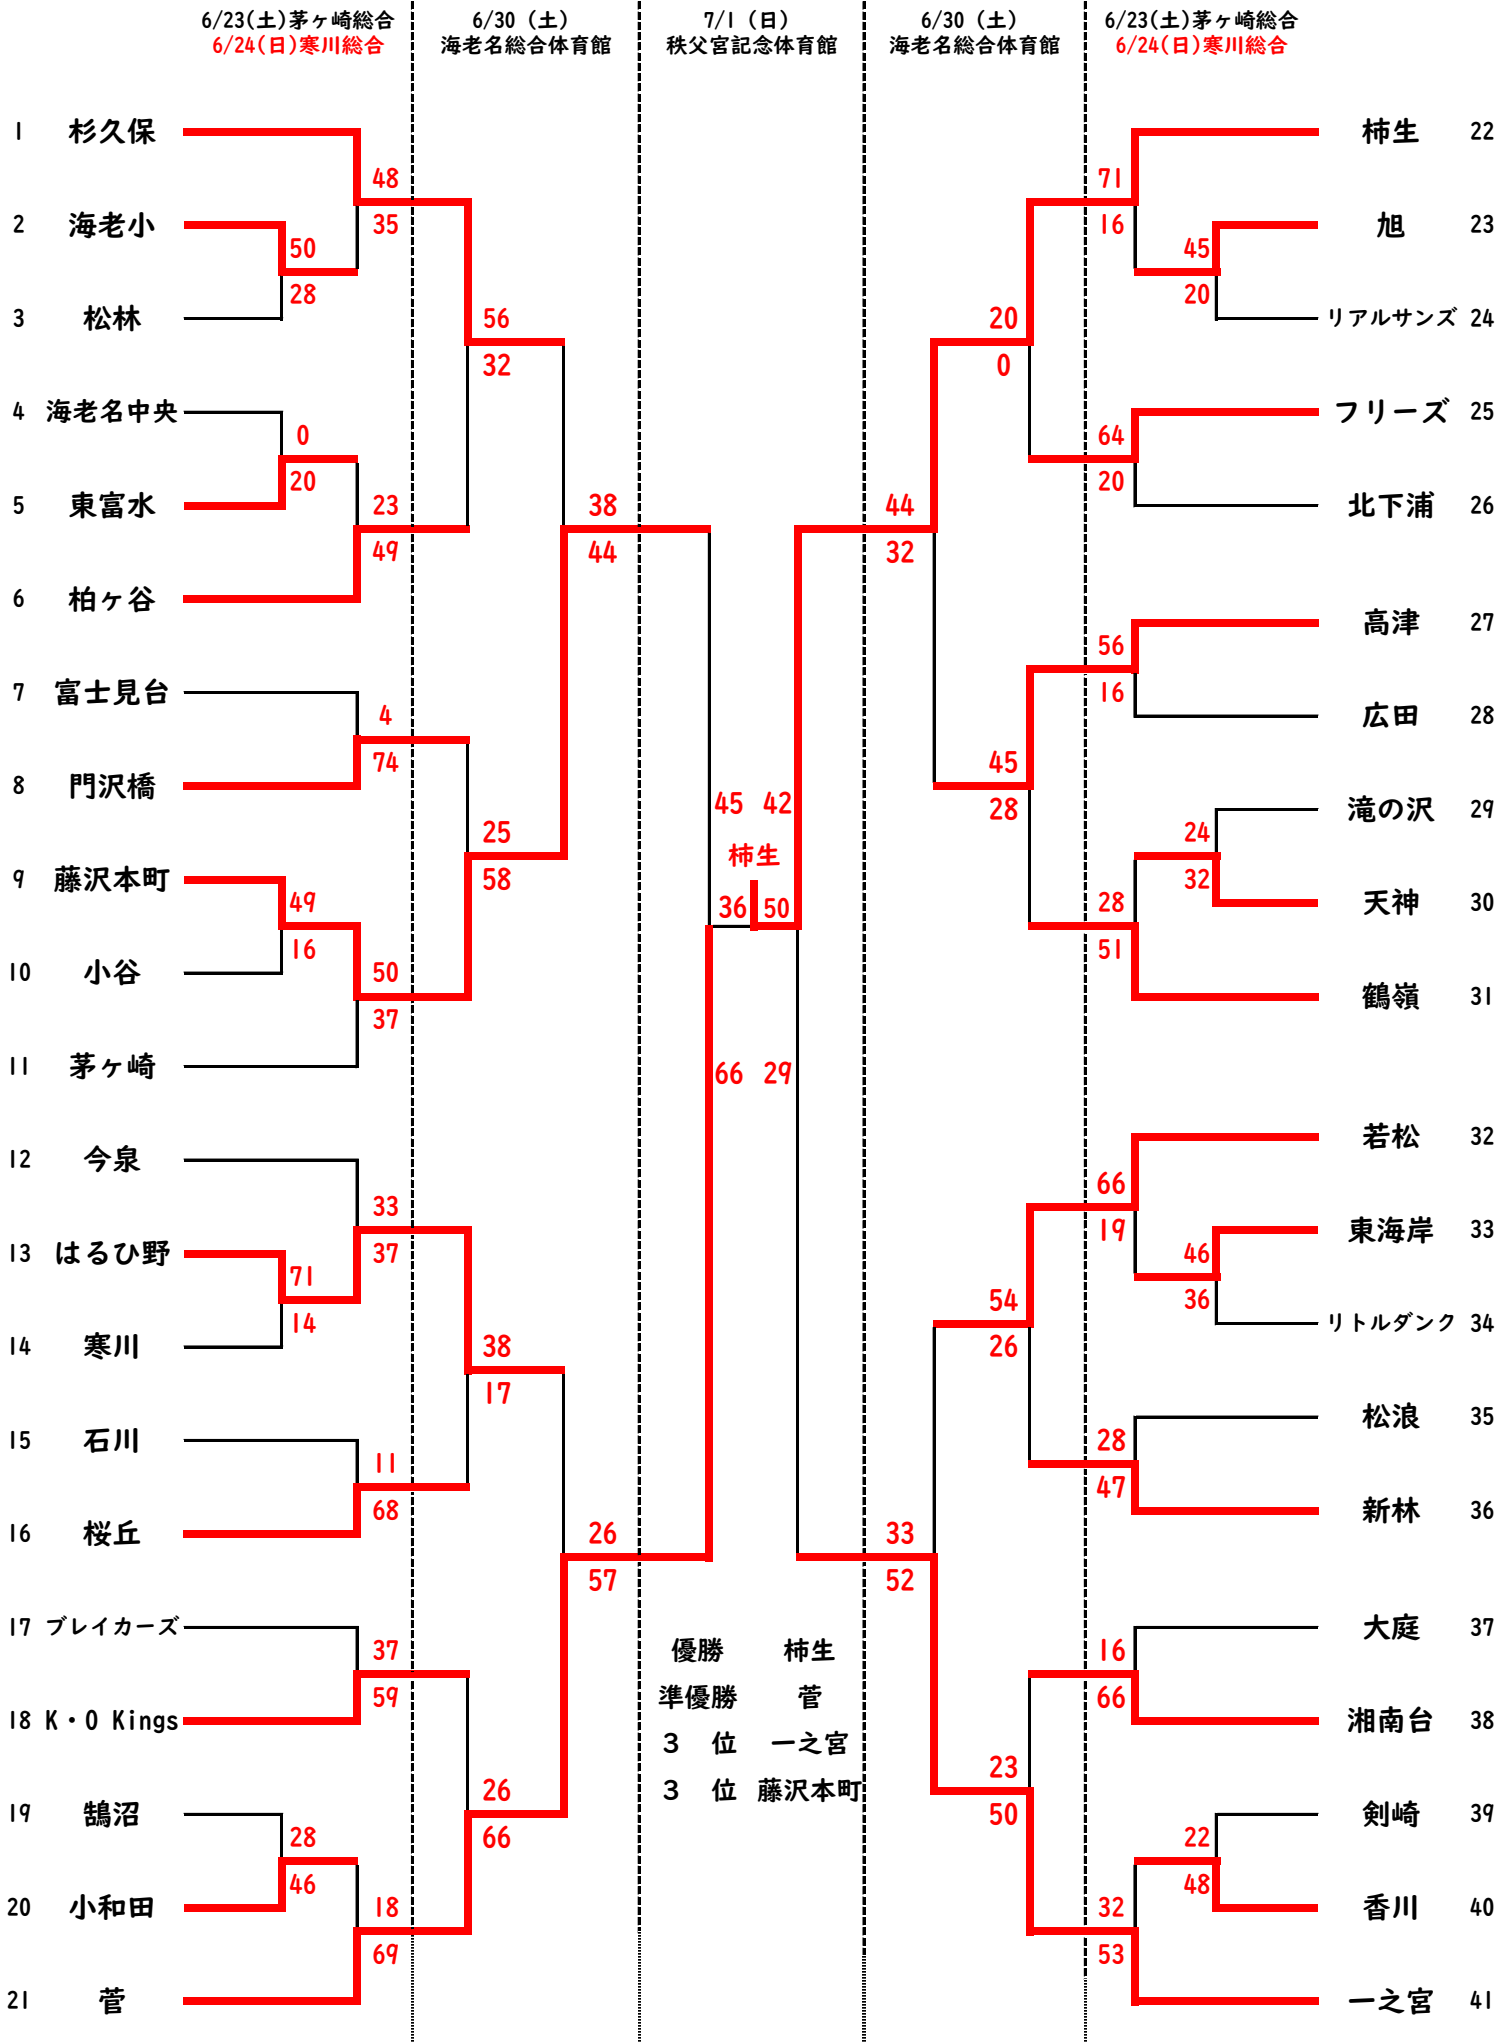 6/23(土)茅ヶ崎総合
6/24(日)寒川総合
6/30（土）
海老名総合体育館
7/1（日）
秩父宮記念体育館
6/30（土）
海老名総合体育館
6/23(土)茅ヶ崎総合
6/24(日)寒川総合
1 杉久保
48
35
2 海老小
50
28
3 松林
56
32
4 海老名中央
0
20
5 東富水
23
49
6 柏ヶ谷
38
44
7 富士見台
4
74
8 門沢橋
25
58
9 藤沢本町
49
16
10 小谷
50
37
11 茅ヶ崎
12 今泉
33
37
13 はるひ野
71
14
14 寒川
38
17
15 石川
11
68
16 桜丘
26
57
17 ブレイカーズ
37
59
18 K・O Kings
26
66
19 鵠沼
28
46
20 小和田
18
69
21 菅
45 42
柿生
36 50
66 29
優勝 柿生
準優勝 菅
３ 位 一之宮
３ 位 藤沢本町
柿生 22
71
16
旭 23
45
20
リアルサンズ 24
20
0
フリーズ 25
64
20
北下浦 26
44
32
高津 27
56
16
広田 28
45
28
滝の沢 29
24
32
天神 30
28
51
鶴嶺 31
若松 32
66
19
東海岸 33
46
36
リトルダンク 34
54
26
松浪 35
28
47
新林 36
33
52
大庭 37
16
66
湘南台 38
23
50
剣崎 39
22
48
香川 40
32
53
一之宮 41